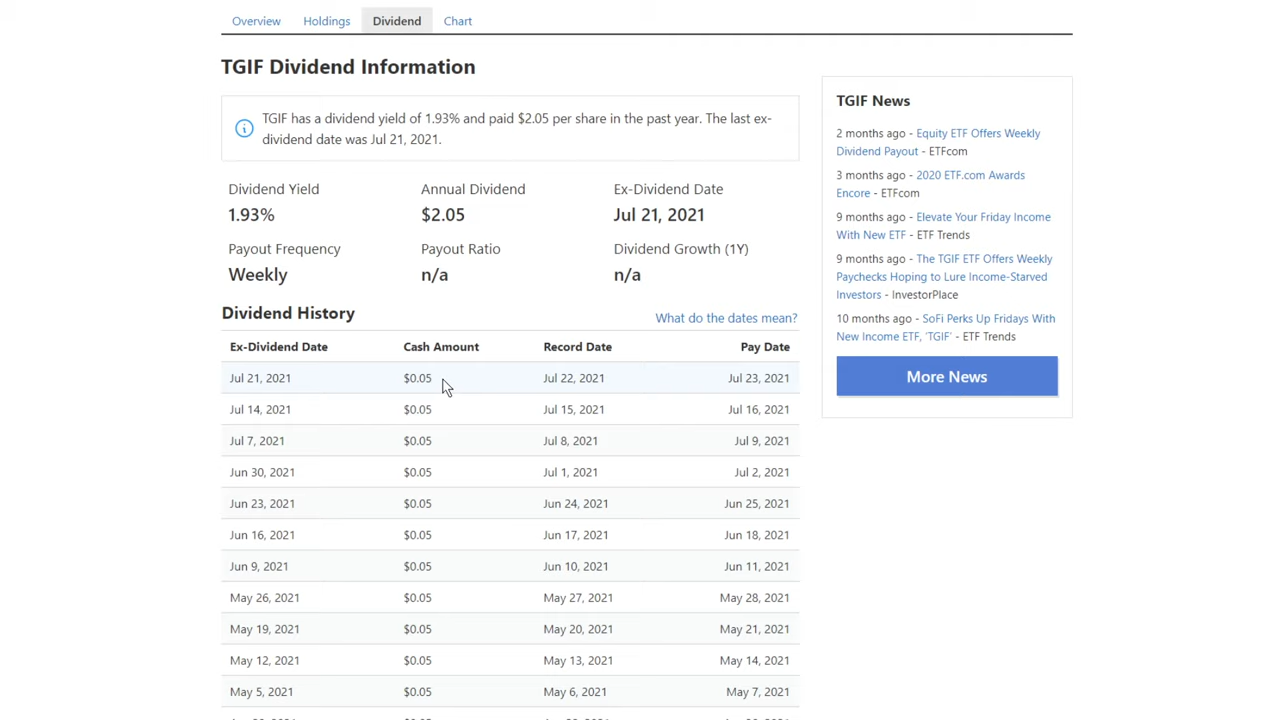 Overview Holdings Dividend Chart
TGIF Dividend Information
TGIF has a dividend yield of 1.93% and paid $2.05 per share in the past year. The last ex-
dividend date was Jul 21, 2021.
Dividend Yield Annual Dividend Ex-Dividend Date
1.93% $2.05 Jul 21, 2021
Payout Frequency Payout Ratio Dividend Growth (1Y)
Weekly n/a n/a
Dividend History What do the dates mean?
Ex-Dividend Date Cash Amount Record Date Pay Date
Jul 21, 2021 $0.05 Jul 22, 2021 Jul 23, 2021
Jul 14, 2021 $0.05 Jul 15, 2021 Jul 16, 2021
Jul 7, 2021 $0.05 Jul 8, 2021 Jul 9, 2021
Jun 30, 2021 $0.05 Jul 1, 2021 Jul 2, 2021
Jun 23, 2021 $0.05 Jun 24, 2021 Jun 25, 2021
Jun 16, 2021 $0.05 Jun 17, 2021 Jun 18, 2021
Jun 9, 2021 $0.05 Jun 10, 2021 Jun 11, 2021
May 26, 2021 $0.05 May 27, 2021 May 28, 2021
May 19, 2021 $0.05 May 20, 2021 May 21, 2021
May 12, 2021 $0.05 May 13, 2021 May 14, 2021
May 5, 2021 $0.05 May 6, 2021 May 7, 2021
TGIF News
2 months ago - Equity ETF Offers Weekly
Dividend Payout - ETFcom
3 months ago - 2020 ETF.com Awards
Encore - ETFcom
9 months ago - Elevate Your Friday Income
With New ETF - ETF Trends
9 months ago - The TGIF ETF Offers Weekly
Paychecks Hoping to Lure Income-Starved
Investors - InvestorPlace
10 months ago - SoFi Perks Up Fridays With
New Income ETF, 'TGIF' - ETF Trends
More News